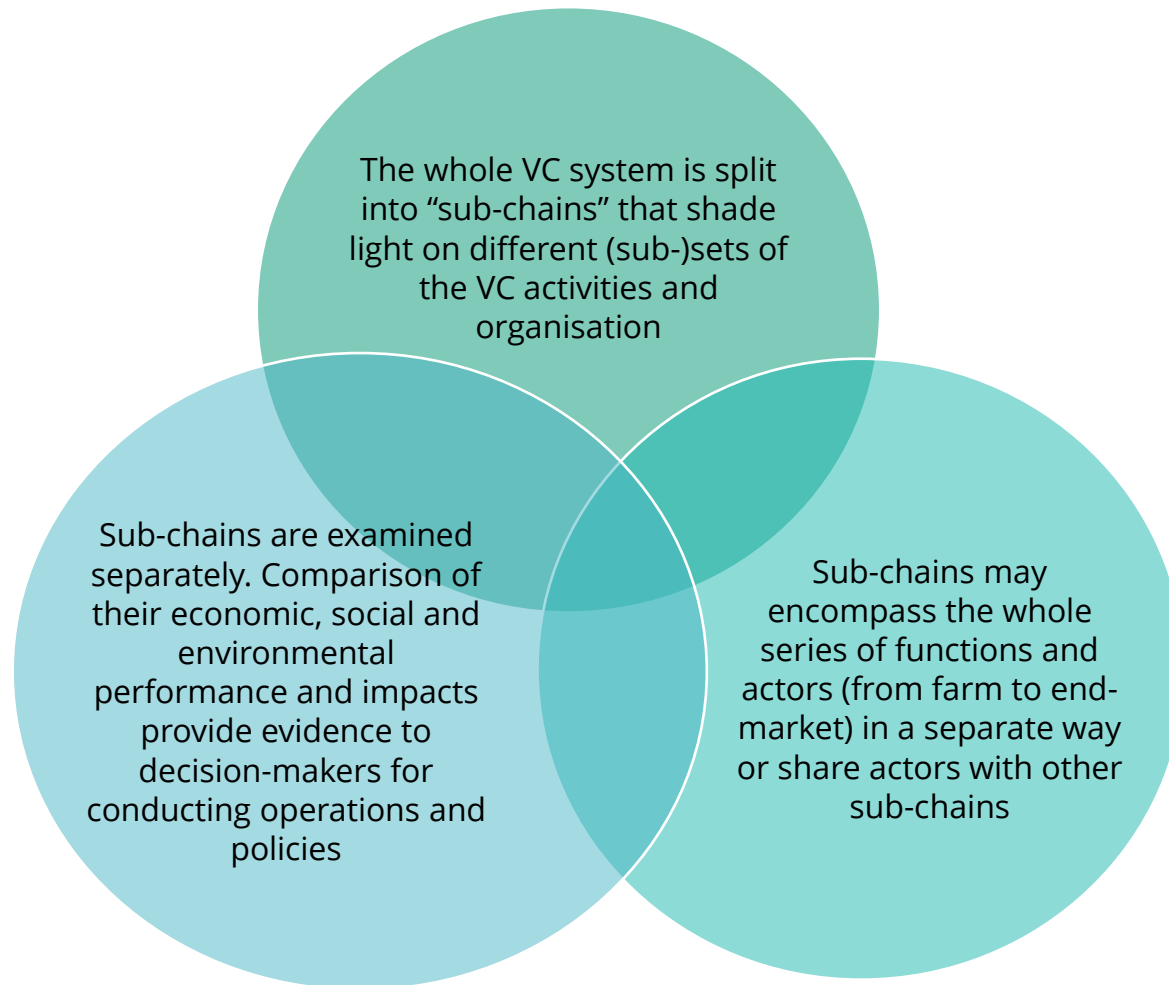 The whole VC system is split
into “sub-chains” that shade
light on different (sub-)sets of
the VC activities and
organisation
Sub-chains are examined
separately. Comparison of
their economic, social and
environmental
performance and impacts
provide evidence to
decision-makers for
conducting operations and
policies
Sub-chains may
encompass the whole
series of functions and
actors (from farm to end-
market) in a separate way
or share actors with other
sub-chains